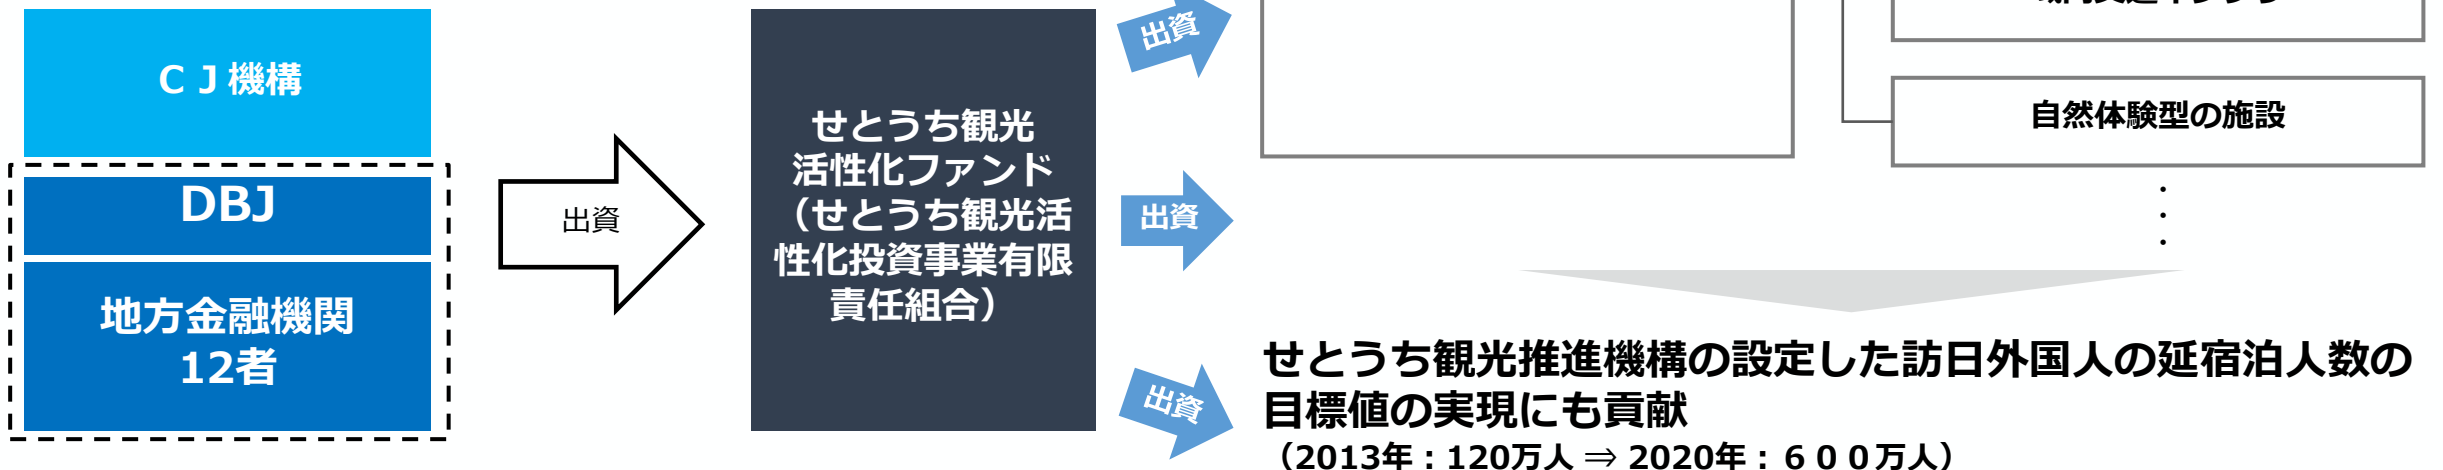 ＣＪ機構
DBJ
地方金融機関
12者
出資
せとうち観光
活性化ファンド
（せとうち観光活
性化投資事業有限
責任組合）
出資
出資
出資
自然体験型の施設
・
・
・
せとうち観光推進機構の設定した訪日外国人の延宿泊人数の
目標値の実現にも貢献
（2013年：120万人 ⇒ 2020年：６００万人）